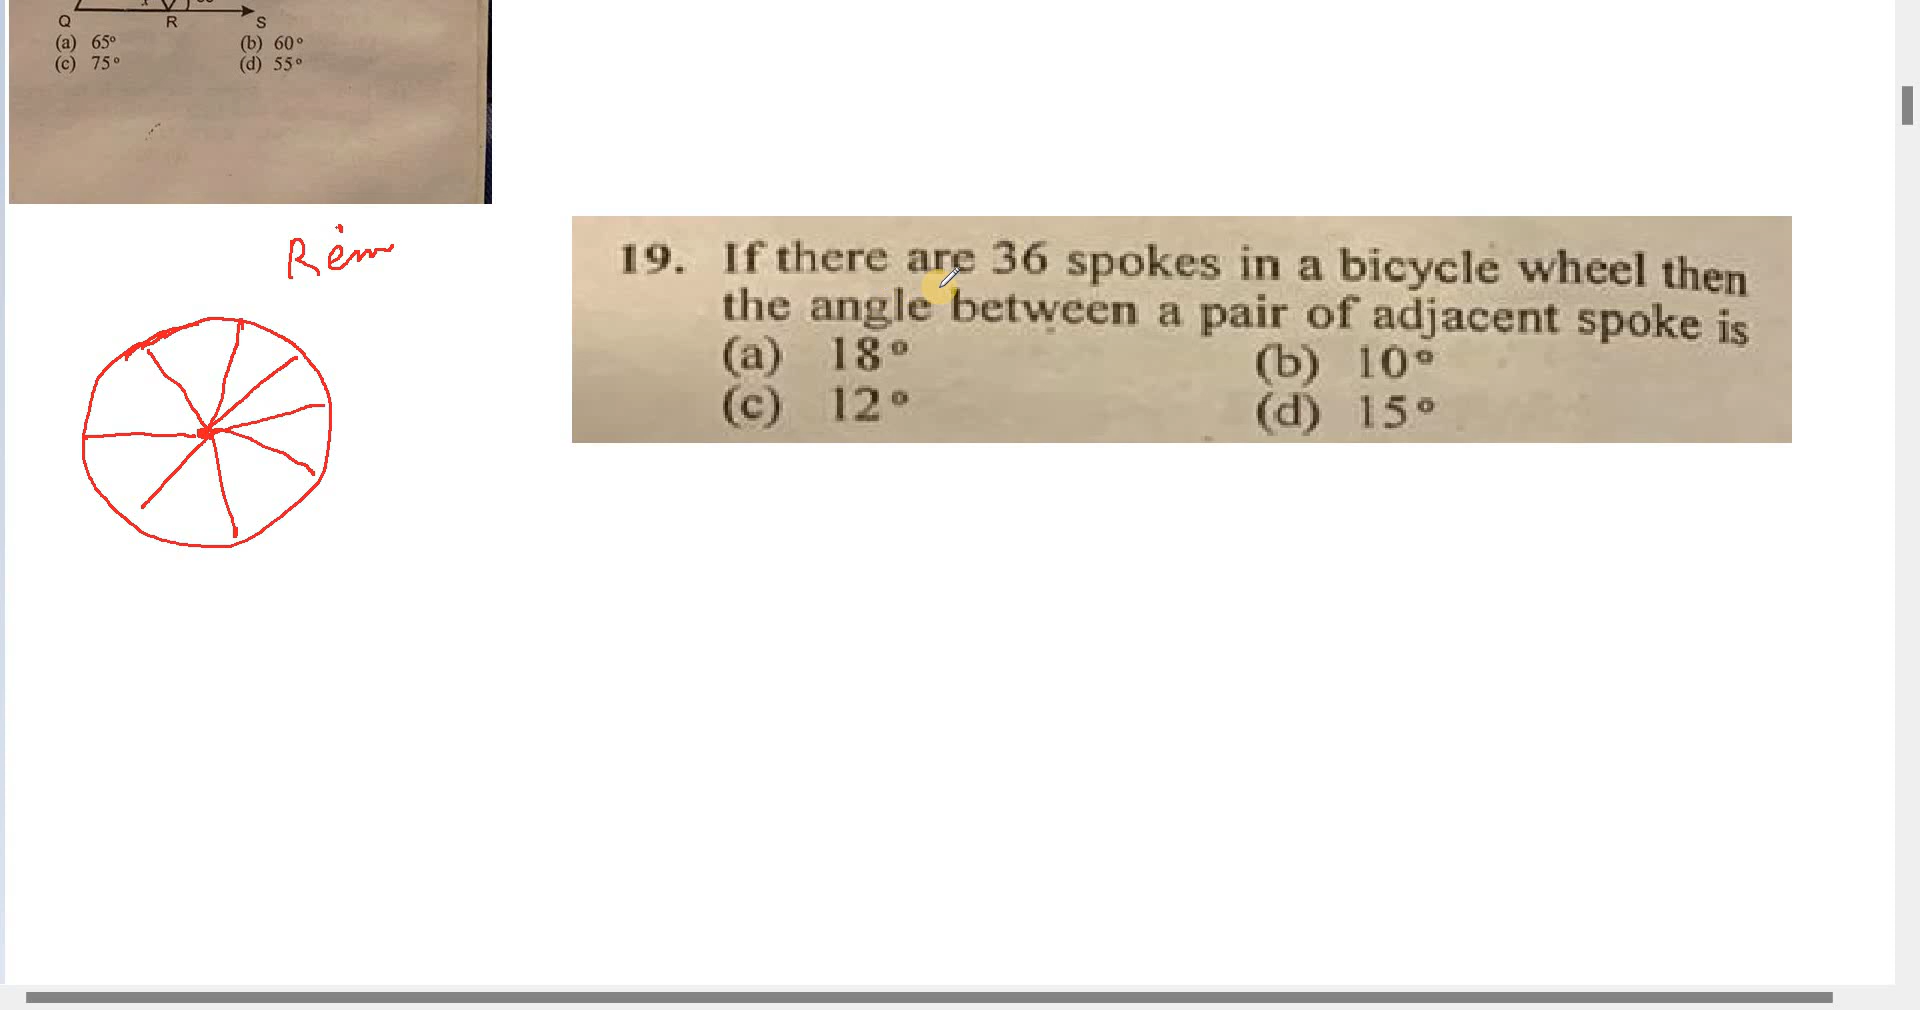 Q R S
(a) 65° (b) 60°
(c) 75° (d) 55°
Rim
19. If there are 36 spokes in a bicycle wheel then
the angle between a pair of adjacent spoke is
(a) 18° (b) 10°
(c) 12° (d) 15°